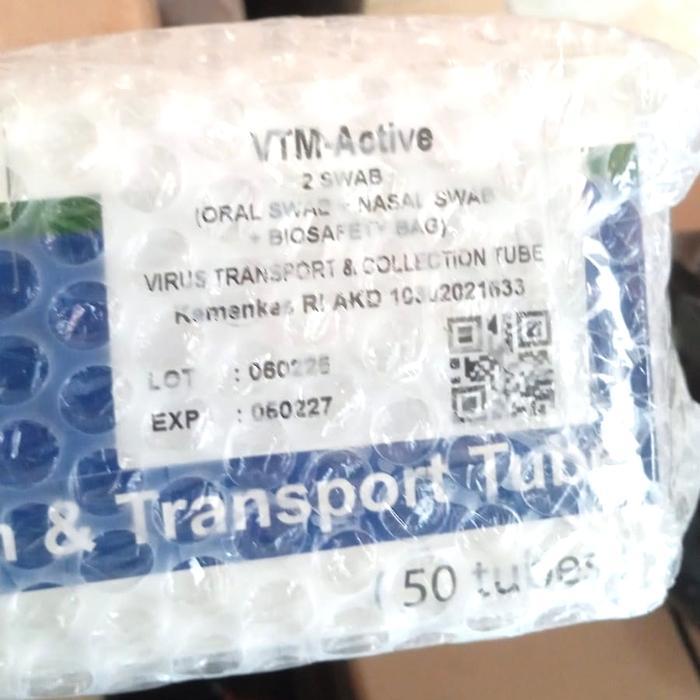 VTM-Active
2 SWAB
(ORAL SWAB + NASAL SWAB
+ BIOSAFETY BAG)
VIRUS TRANSPORT & COLLECTION TUBE
Kemenkes RI AKD
LOT :
EXP : 060227
& Transport Tube
(50 tubes